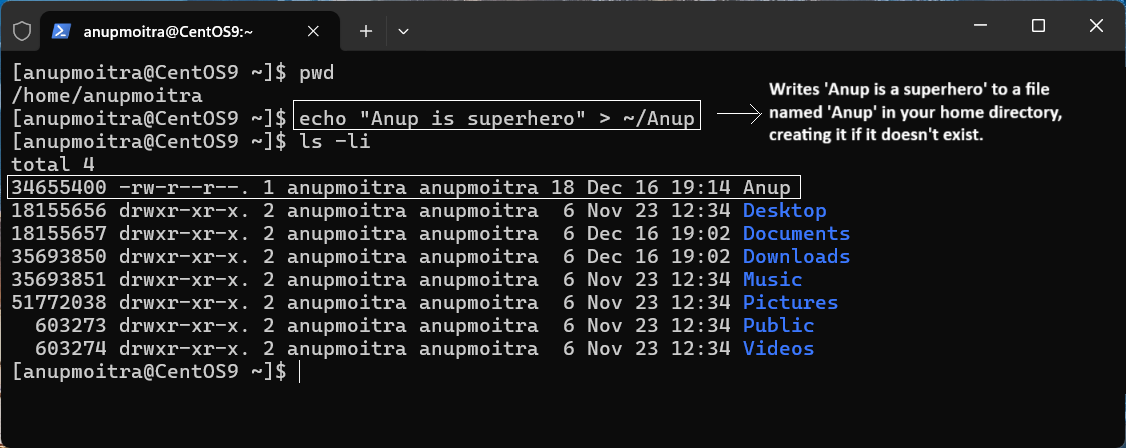 anupmoitra@CentOS9:~
[anupmoitra@CentOS9 ~]$ pwd
/home/anupmoitra
[anupmoitra@CentOS9 ~]$ echo "Anup is superhero" > ~/Anup
Writes 'Anup is a superhero' to a file
named 'Anup' in your home directory,
creating it if it doesn't exist.
[anupmoitra@CentOS9 ~]$ ls -li
total 4
34655400 -rw-r--r--. 1 anupmoitra anupmoitra 18 Dec 16 19:14 Anup
18155656 drwxr-xr-x. 2 anupmoitra anupmoitra  6 Nov 23 12:34 Desktop
18155657 drwxr-xr-x. 2 anupmoitra anupmoitra  6 Dec 16 19:02 Documents
35693850 drwxr-xr-x. 2 anupmoitra anupmoitra  6 Dec 16 19:02 Downloads
35693851 drwxr-xr-x. 2 anupmoitra anupmoitra  6 Nov 23 12:34 Music
51772038 drwxr-xr-x. 2 anupmoitra anupmoitra  6 Nov 23 12:34 Pictures
  603273 drwxr-xr-x. 2 anupmoitra anupmoitra  6 Nov 23 12:34 Public
  603274 drwxr-xr-x. 2 anupmoitra anupmoitra  6 Nov 23 12:34 Videos
[anupmoitra@CentOS9 ~]$